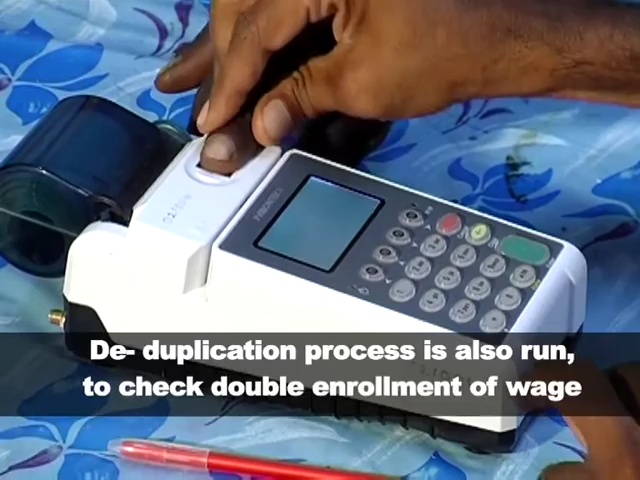 De- duplication process is also run,
to check double enrollment of wage